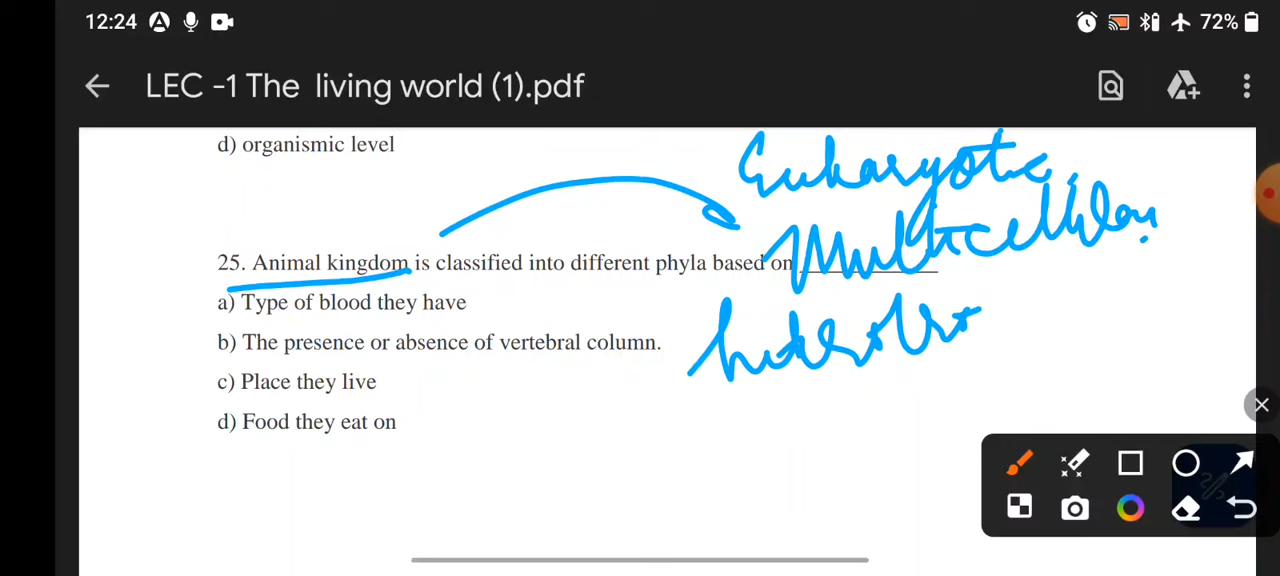 12:24 72%
LEC -1 The living world (1).pdf
d) organismic level
Eukaryotic,
Multicellular,
25. Animal kingdom is classified into different phyla based on____________
a) Type of blood they have
b) The presence or absence of vertebral column.
c) Place they live
d) Food they eat on